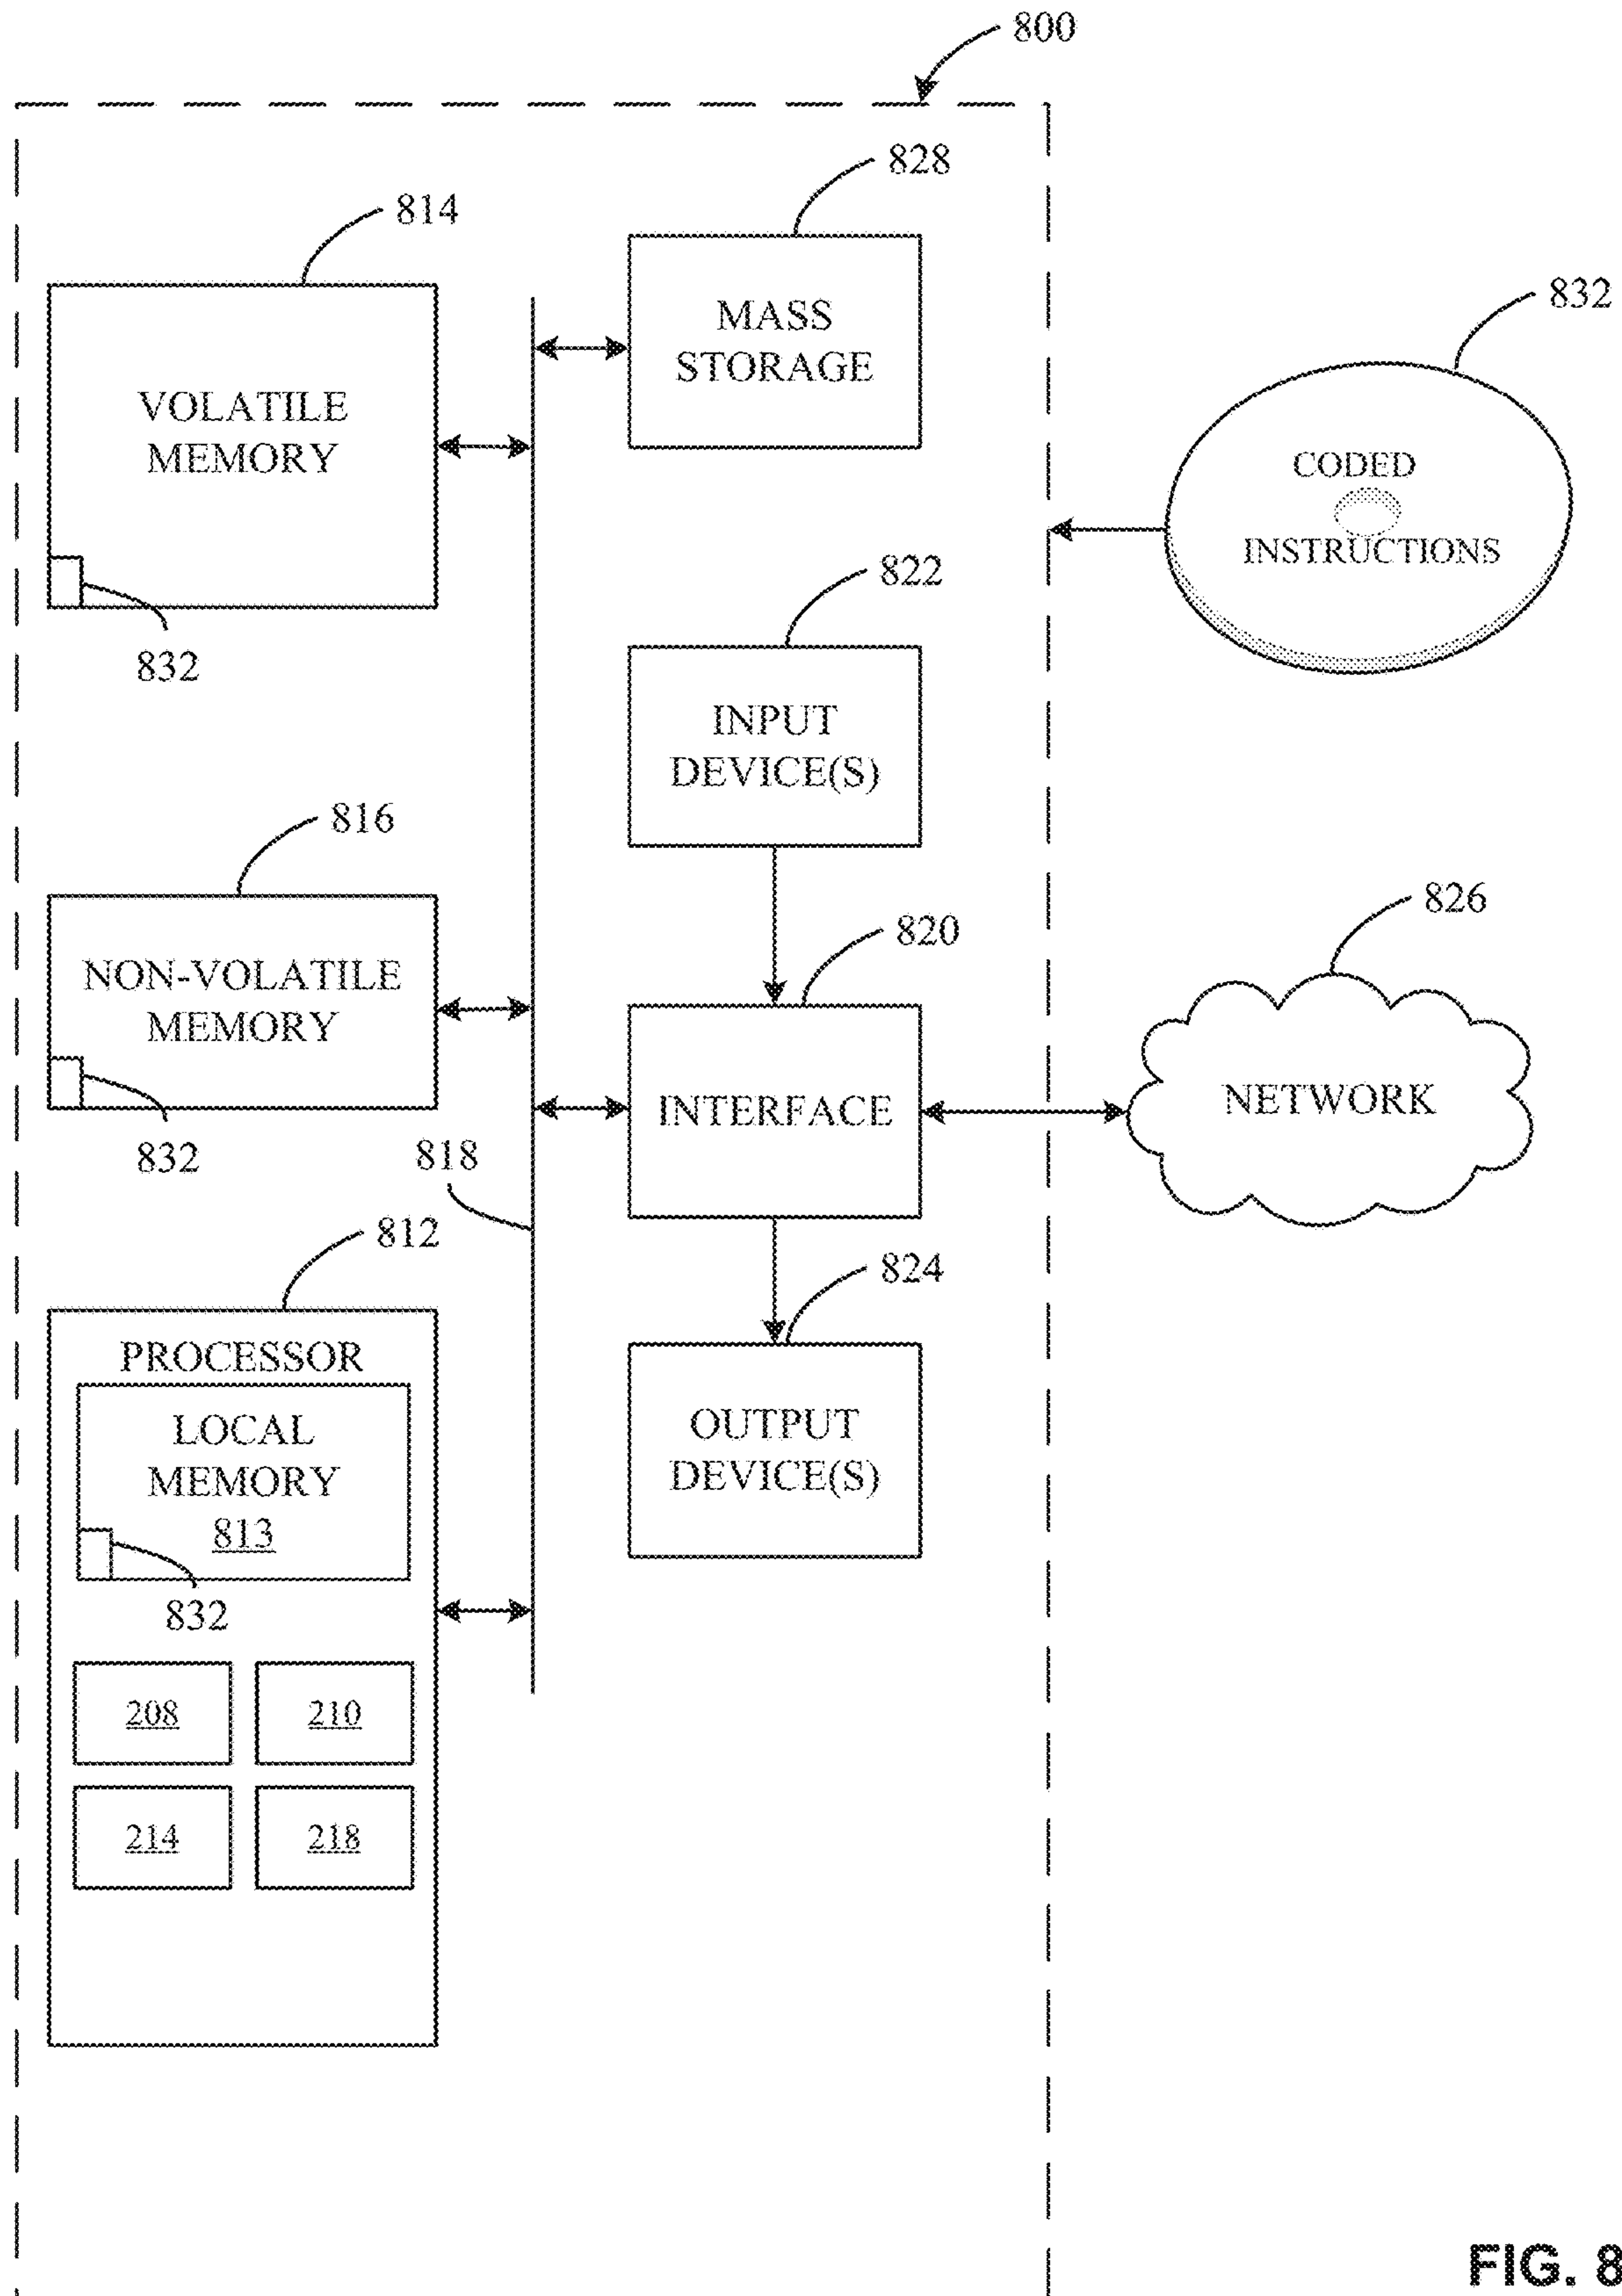 800
828
814
MASS
STORAGE
832
VOLATILE
MEMORY
CODED
INSTRUCTIONS
822
832
INPUT
DEVICE(S)
816
826
820
NON-VOLATILE
MEMORY
NETWORK
INTERFACE
832
818
812
824
PROCESSOR
LOCAL
MEMORY
813
OUTPUT
DEVICE(S)
832
208
210
214
218
FIG. 8